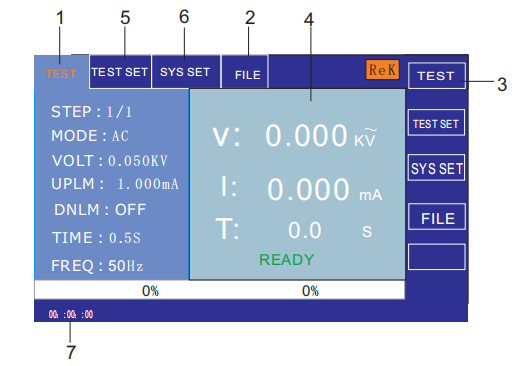 1 5 6 2 4
TEST TEST SET SYS SET FILE ReK TEST
3
STEP : 1/1
MODE : AC
VOLT : 0.050KV
UPLM : 1.000mA
DNLM : OFF
TIME : 0.5S
FREQ : 50Hz
V: 0.000 KV~
I: 0.000 mA
T: 0.0 S
READY
TEST SET
SYS SET
FILE
0% 0%
00: :00: :00
7